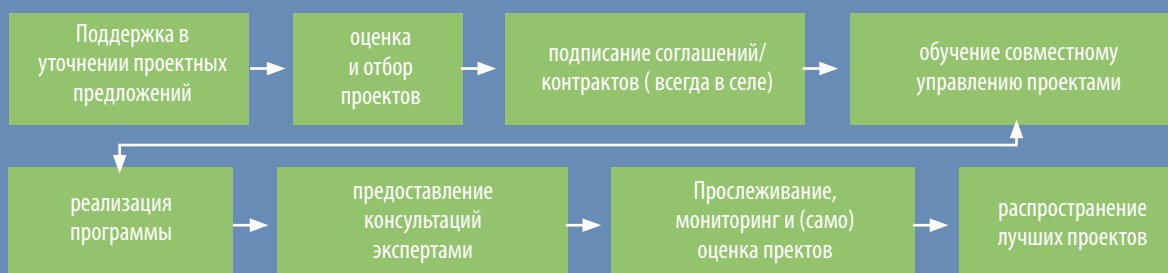 Поддержка в
уточнении проектных
предложений
оценка
и отбор
проектов
подписание соглашений/
контрактов ( всегда в селе)
обучение совместному
управлению проектами
реализация
программы
предоставление
консультаций
экспертами
Прослеживание,
мониторинг и (само)
оценка пректов
распространение
лучших проектов